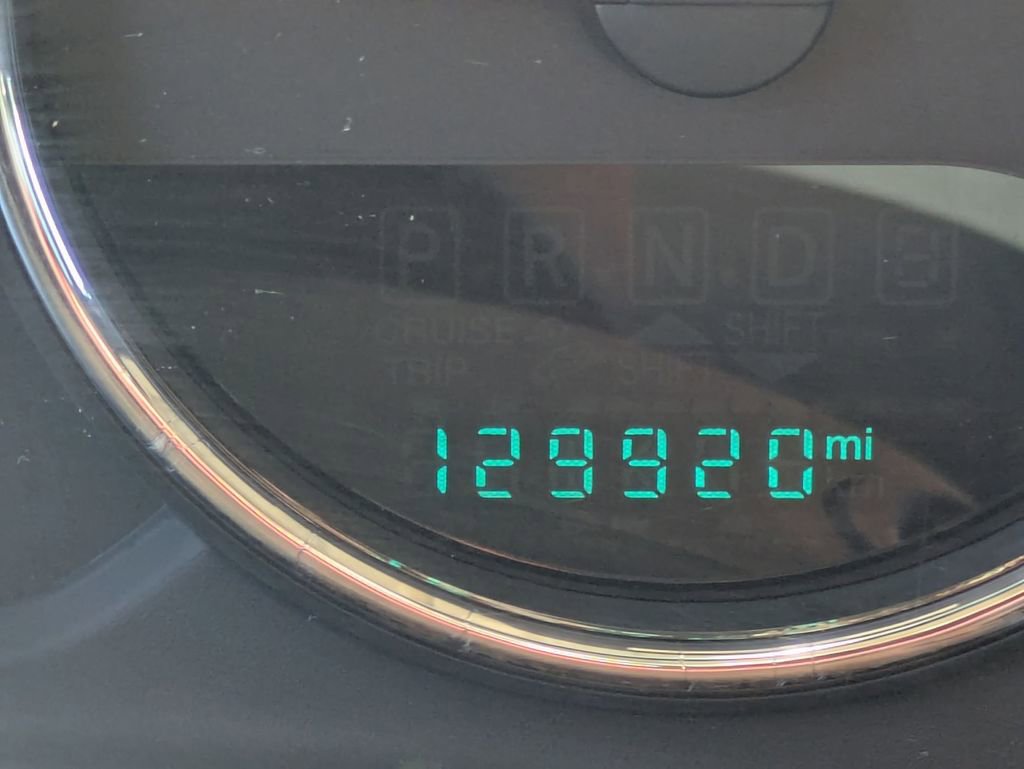 P R N D
CRUISE SHIFT
TRIP SHIFT
129920 mi